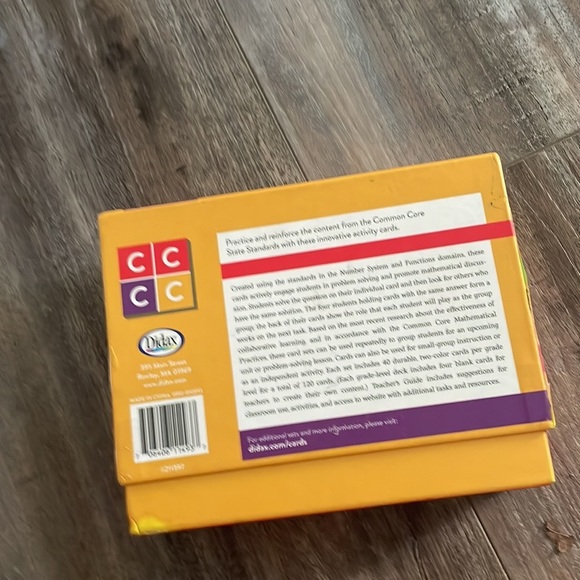 Practice and reinforce the content from the Common Core
State Standards with these innovative activity cards.
C C
C C
Created using the standards in the Number System and Functions domains, these
cards actively engage students in problem solving and promote mathematical discus-
sion. Students solve the question on their individual card and then look for others who
have the same solution. The four students holding cards with the same answer form a
group; the back of their cards show the role that each student will play as the group
works on the next task. Based on the most recent research about the effectiveness of
collaborative learning, and in accordance with the Common Core Mathematical
Practices, these card sets can be used repeatedly to group students for an upcoming
unit or problem-solving lesson. Cards can also be used for small-group instruction or
as an independent activity. Each set includes 40 durable, two-color cards per grade
level for a total of 120 cards. (Each grade-level deck includes four blank cards for
teachers to create their own content.) Teacher's Guide includes suggestions for
classroom use, activities, and access to website with additional tasks and resources.
Didax
395 Main Street
Rowley, MA 01969
www.didax.com
For additional sets and more information, please visit:
didax.com/cards